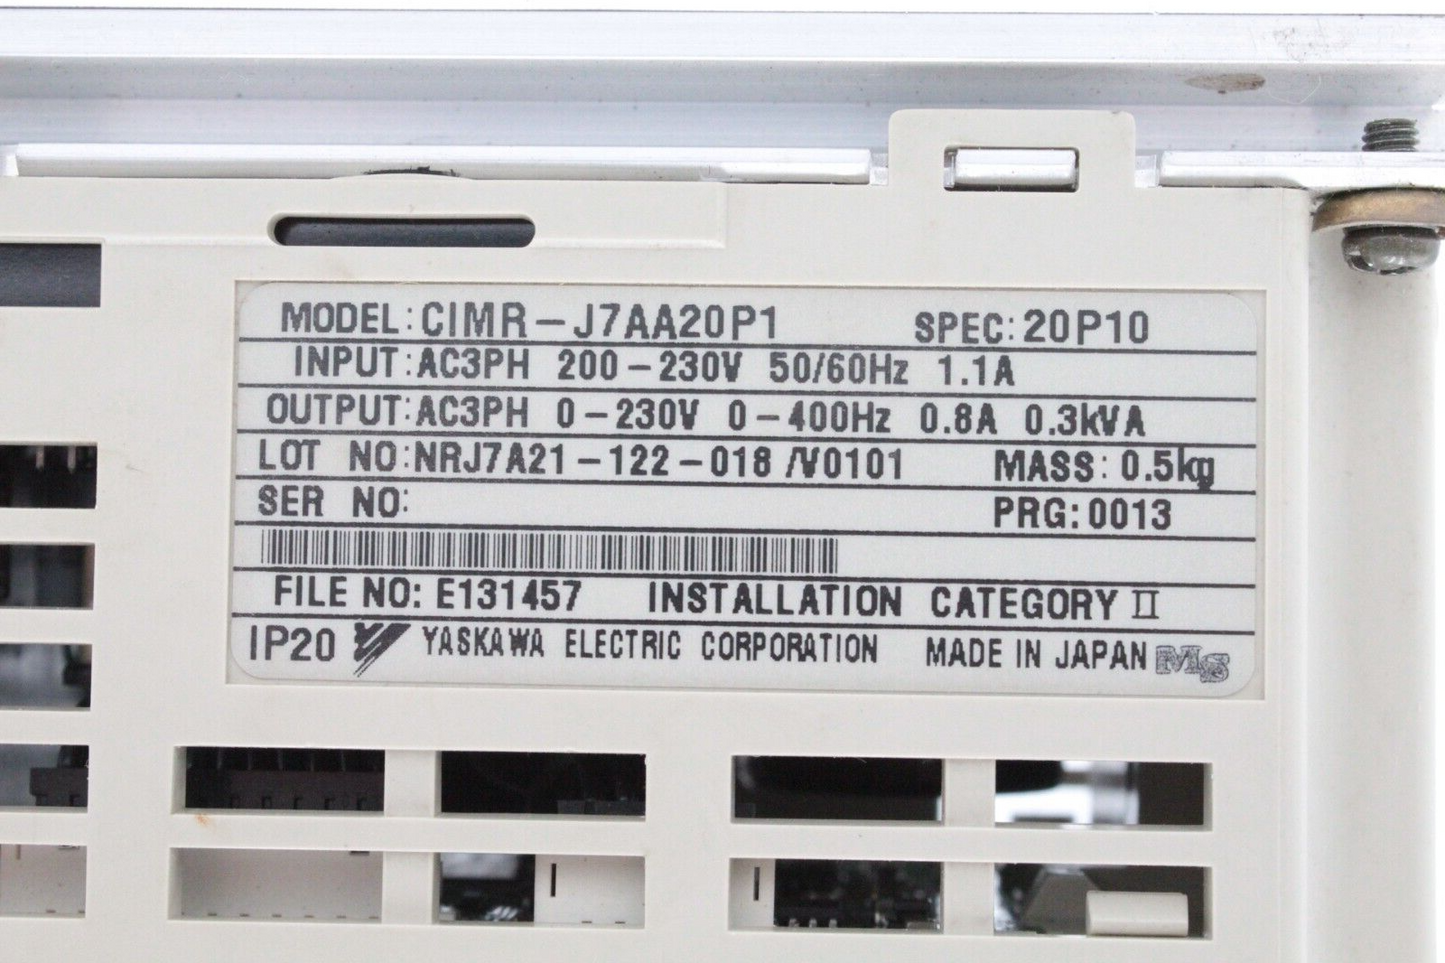 MODEL:CIMR-J7AA20P1 SPEC:20P10
INPUT:AC3PH 200-230V 50/60Hz 1.1A
OUTPUT:AC3PH 0-230V 0-400Hz 0.8A 0.3kVA
LOT NO:NRJ7A21-122-018 /V0101 MASS: 0.5kg
SER NO: PRG:0013
FILE NO: E131457 INSTALLATION CATEGORY II
IP20 YASKAWA ELECTRIC CORPORATION MADE IN JAPAN MS